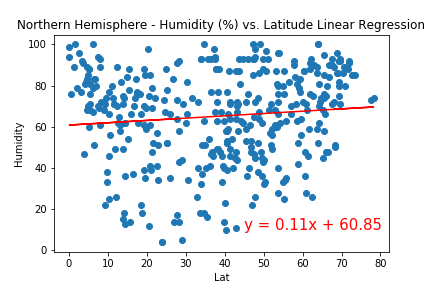 Northern Hemisphere - Humidity (%) vs. Latitude Linear Regression
100
80
60
40
20
0
Humidity
y = 0.11x + 60.85
0 10 20 30 40 50 60 70 80
Lat